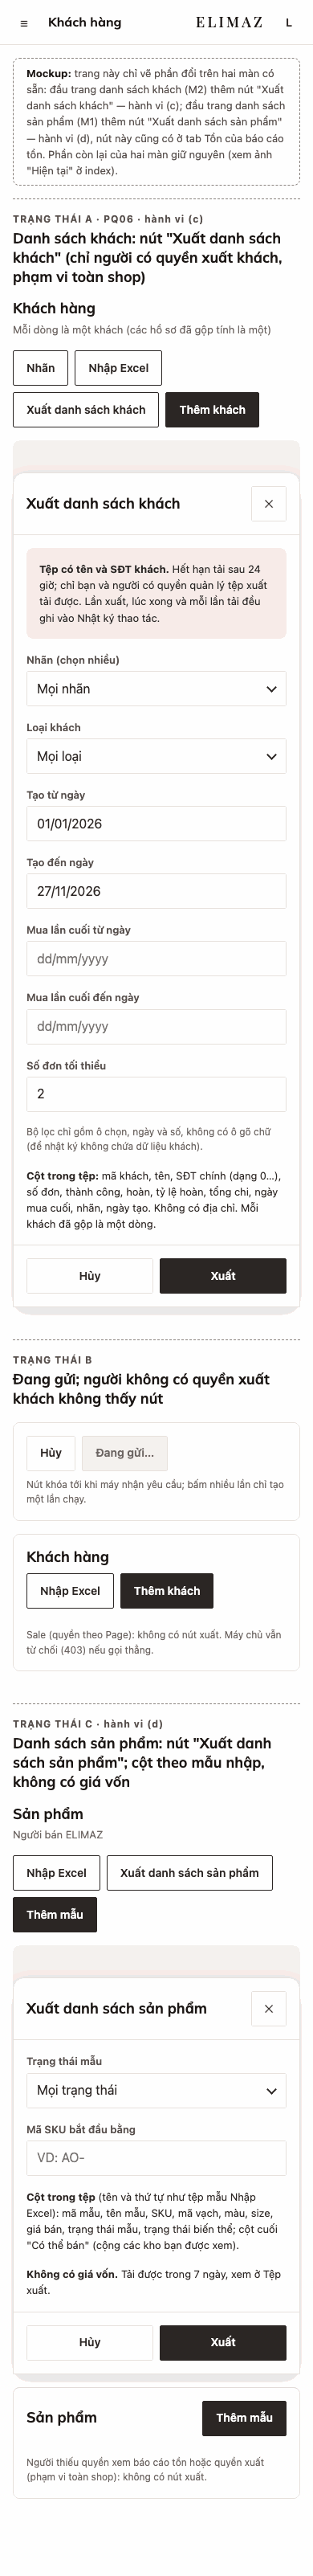 ≡ Khách hàng ELIMAZ L
Mockup: trang này chỉ vẽ phần đổi trên hai màn có
sẵn: đầu trang danh sách khách (M2) thêm nút "Xuất
danh sách khách" — hành vi (c); đầu trang danh sách
sản phẩm (M1) thêm nút "Xuất danh sách sản phẩm"
— hành vi (d), nút này cũng có ở tab Tồn của báo cáo
tồn. Phần còn lại của hai màn giữ nguyên (xem ảnh
"Hiện tại" ở index).
TRẠNG THÁI A · PQ06 · hành vi (c)
Danh sách khách: nút "Xuất danh sách
khách" (chỉ người có quyền xuất khách,
phạm vi toàn shop)
Khách hàng
Mỗi dòng là một khách (các hồ sơ đã gộp tính là một)
Nhãn Nhập Excel
Xuất danh sách khách Thêm khách
Xuất danh sách khách ×
Tệp có tên và SĐT khách. Hết hạn tải sau 24
giờ; chỉ bạn và người có quyền quản lý tệp xuất
tải được. Lần xuất, lúc xong và mỗi lần tải đều
ghi vào Nhật ký thao tác.
Nhãn (chọn nhiều)
Mọi nhãn
Loại khách
Mọi loại
Tạo từ ngày
01/01/2026
Tạo đến ngày
27/11/2026
Mua lần cuối từ ngày
dd/mm/yyyy
Mua lần cuối đến ngày
dd/mm/yyyy
Số đơn tối thiểu
2
Bộ lọc chỉ gồm ô chọn, ngày và số, không có ô gõ chữ
(để nhật ký không chứa dữ liệu khách).
Cột trong tệp: mã khách, tên, SĐT chính (dạng 0…),
số đơn, thành công, hoàn, tỷ lệ hoàn, tổng chi, ngày
mua cuối, nhãn, ngày tạo. Không có địa chỉ. Mỗi
khách đã gộp là một dòng.
Hủy Xuất
TRẠNG THÁI B
Đang gửi; người không có quyền xuất
khách không thấy nút
Hủy Đang gửi…
Nút khóa tới khi máy nhận yêu cầu; bấm nhiều lần chỉ tạo
một lần chạy.
Khách hàng
Nhập Excel Thêm khách
Sale (quyền theo Page): không có nút xuất. Máy chủ vẫn
từ chối (403) nếu gọi thẳng.
TRẠNG THÁI C · hành vi (d)
Danh sách sản phẩm: nút "Xuất danh
sách sản phẩm"; cột theo mẫu nhập,
không có giá vốn
Sản phẩm
Người bán ELIMAZ
Nhập Excel Xuất danh sách sản phẩm
Thêm mẫu
Xuất danh sách sản phẩm ×
Trạng thái mẫu
Mọi trạng thái
Mã SKU bắt đầu bằng
VD: AO-
Cột trong tệp (tên và thứ tự như tệp mẫu Nhập
Excel): mã mẫu, tên mẫu, SKU, mã vạch, màu, size,
giá bán, trạng thái mẫu, trạng thái biến thể; cột cuối
"Có thể bán" (cộng các kho bạn được xem).
Không có giá vốn. Tải được trong 7 ngày, xem ở Tệp
xuất.
Hủy Xuất
Sản phẩm Thêm mẫu
Người thiếu quyền xem báo cáo tồn hoặc quyền xuất
(phạm vi toàn shop): không có nút xuất.